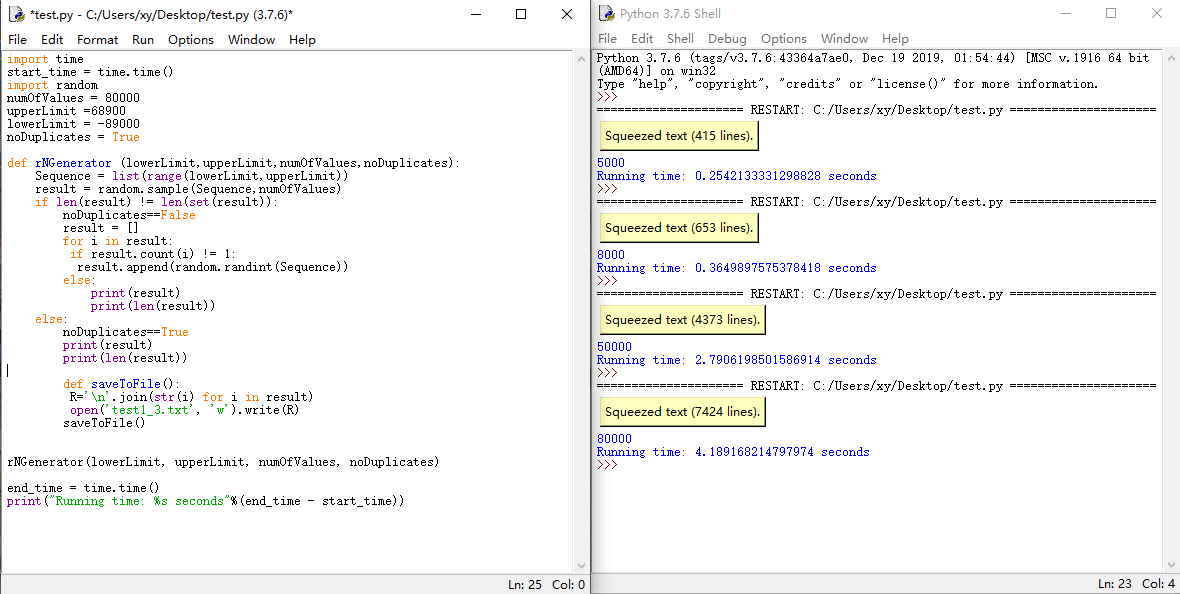 *test.py - C:/Users/xy/Desktop/test.py (3.7.6)*
File Edit Format Run Options Window Help
import time
start_time = time.time()
import random
numOfValues = 80000
upperLimit =68900
lowerLimit = -89000
noDuplicates = True

def rNGenerator (lowerLimit,upperLimit,numOfValues,noDuplicates):
    Sequence = list(range(lowerLimit,upperLimit))
    result = random.sample(Sequence,numOfValues)
    if len(result) != len(set(result)):
        noDuplicates==False
        result = []
        for i in result:
         if result.count(i) != 1:
          result.append(random.randint(Sequence))
        else:
            print(result)
            print(len(result))
    else:
        noDuplicates==True
        print(result)
        print(len(result))

        def saveToFile():
         R='\n'.join(str(i) for i in result)
         open('test1_3.txt', 'w').write(R)
        saveToFile()

rNGenerator(lowerLimit, upperLimit, numOfValues, noDuplicates)

end_time = time.time()
print("Running time: %s seconds"%(end_time - start_time))
Ln: 25 Col: 0
Python 3.7.6 Shell
File Edit Shell Debug Options Window Help
Python 3.7.6 (tags/v3.7.6:43364a7ae0, Dec 19 2019, 01:54:44) [MSC v.1916 64 bit
(AMD64)] on win32
Type "help", "copyright", "credits" or "license()" for more information.
>>>
===================== RESTART: C:/Users/xy/Desktop/test.py =====================
Squeezed text (415 lines).
5000
Running time: 0.2542133331298828 seconds
>>>
===================== RESTART: C:/Users/xy/Desktop/test.py =====================
Squeezed text (653 lines).
8000
Running time: 0.3649897575378418 seconds
>>>
===================== RESTART: C:/Users/xy/Desktop/test.py =====================
Squeezed text (4373 lines).
50000
Running time: 2.7906198501586914 seconds
>>>
===================== RESTART: C:/Users/xy/Desktop/test.py =====================
Squeezed text (7424 lines).
80000
Running time: 4.189168214797974 seconds
>>>
Ln: 23 Col: 4